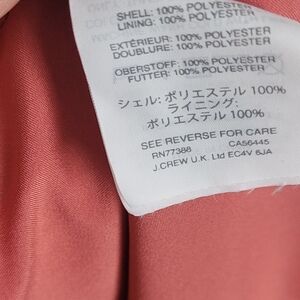 SHELL: 100% POLYESTER
LINING: 100% POLYESTER
EXTÉRIEUR: 100% POLYESTER
DOUBLURE: 100% POLYESTER
OBERSTOFF: 100% POLYESTER
FUTTER: 100% POLYESTER
シェル: ポリエステル 100%
ライニング:
ポリエステル 100%
SEE REVERSE FOR CARE
RN77388 CA56445
J.CREW U.K. Ltd EC4V 6JA